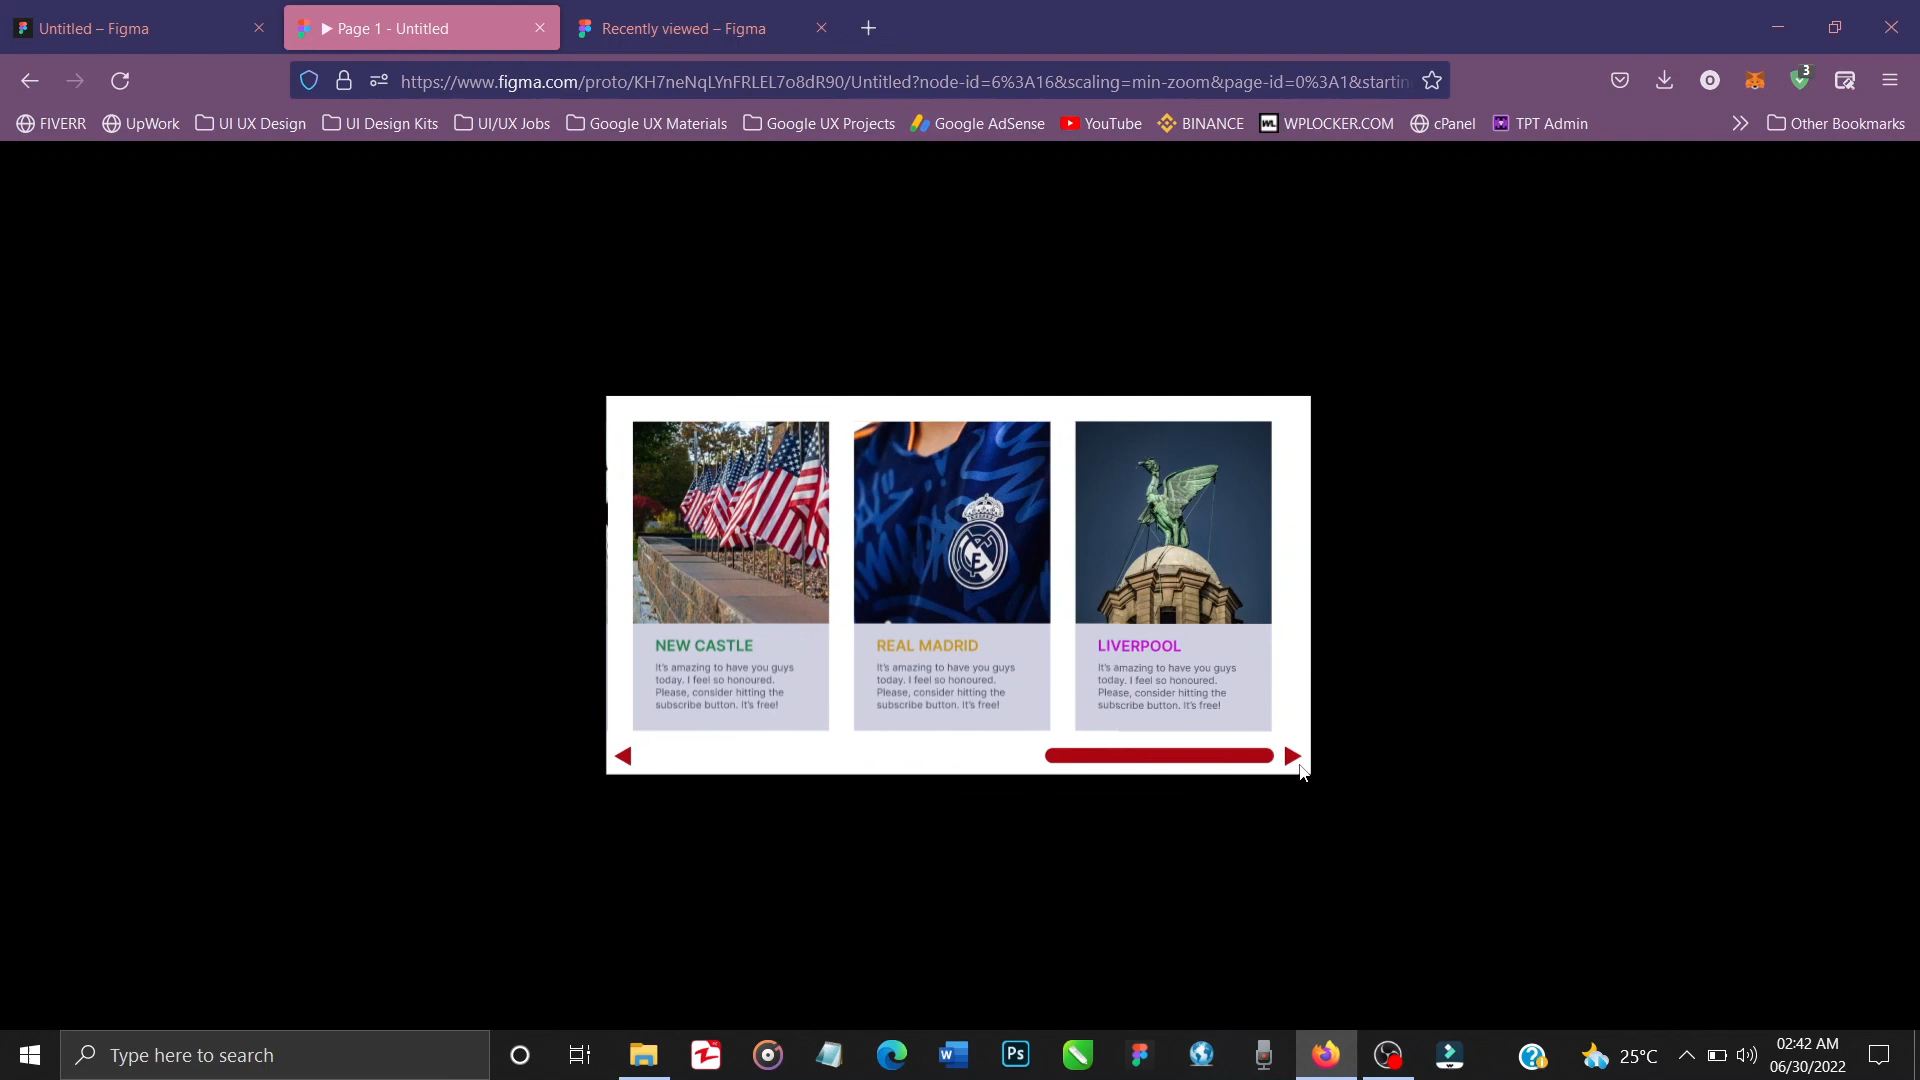 Untitled – Figma
Page 1 - Untitled
Recently viewed – Figma
https://www.figma.com/proto/KH7neNqLYnFRLEL7o8dR90/Untitled?node-id=6%3A16&scaling=min-zoom&page-id=0%3A1&startin
3
FIVERR
UpWork
UI UX Design
UI Design Kits
UI/UX Jobs
Google UX Materials
Google UX Projects
Google AdSense
YouTube
BINANCE
WL
WPLOCKER.COM
cPanel
TPT Admin
Other Bookmarks
NEW CASTLE
It's amazing to have you guys
today. I feel so honoured.
Please, consider hitting the
subscribe button. It's free!
REAL MADRID
It's amazing to have you guys
today. I feel so honoured.
Please, consider hitting the
subscribe button. It's free!
LIVERPOOL
It's amazing to have you guys
today. I feel so honoured.
Please, consider hitting the
subscribe button. It's free!
Type here to search
Ps
25°C
02:42 AM
06/30/2022